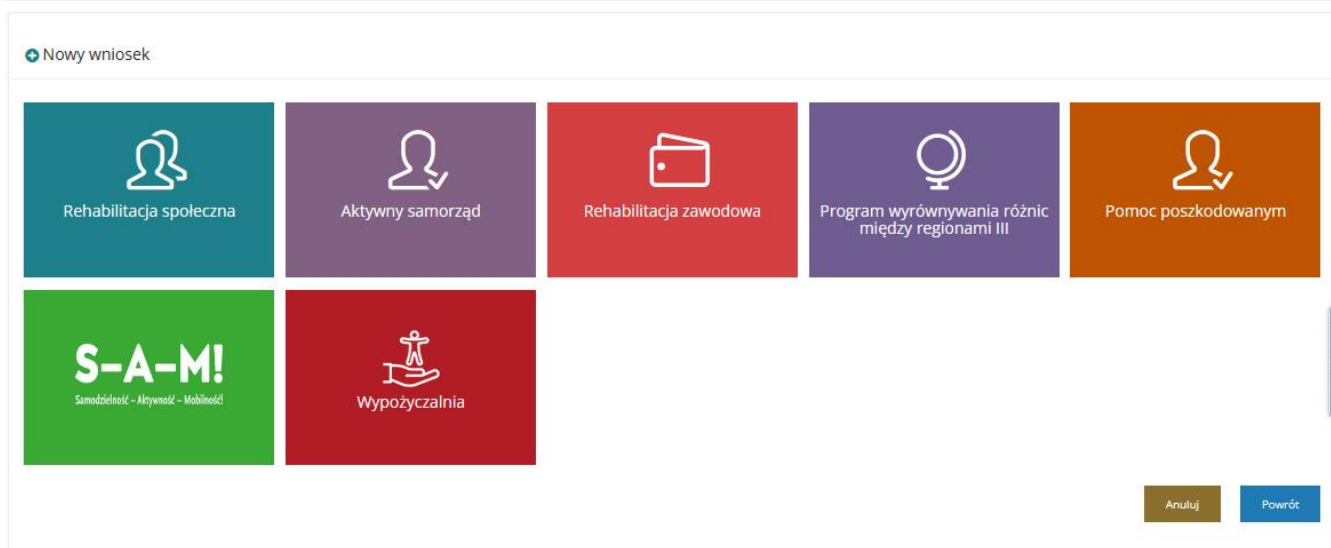 Nowy wniosek
Rehabilitacja społeczna
Aktywny samorząd
Rehabilitacja zawodowa
Program wyrównywania różnic
między regionami III
Pomoc poszkodowanym
S-A-M!
Samodzielność – Aktywność – Mobilność!
Wypożyczalnia
Anuluj
Powrót